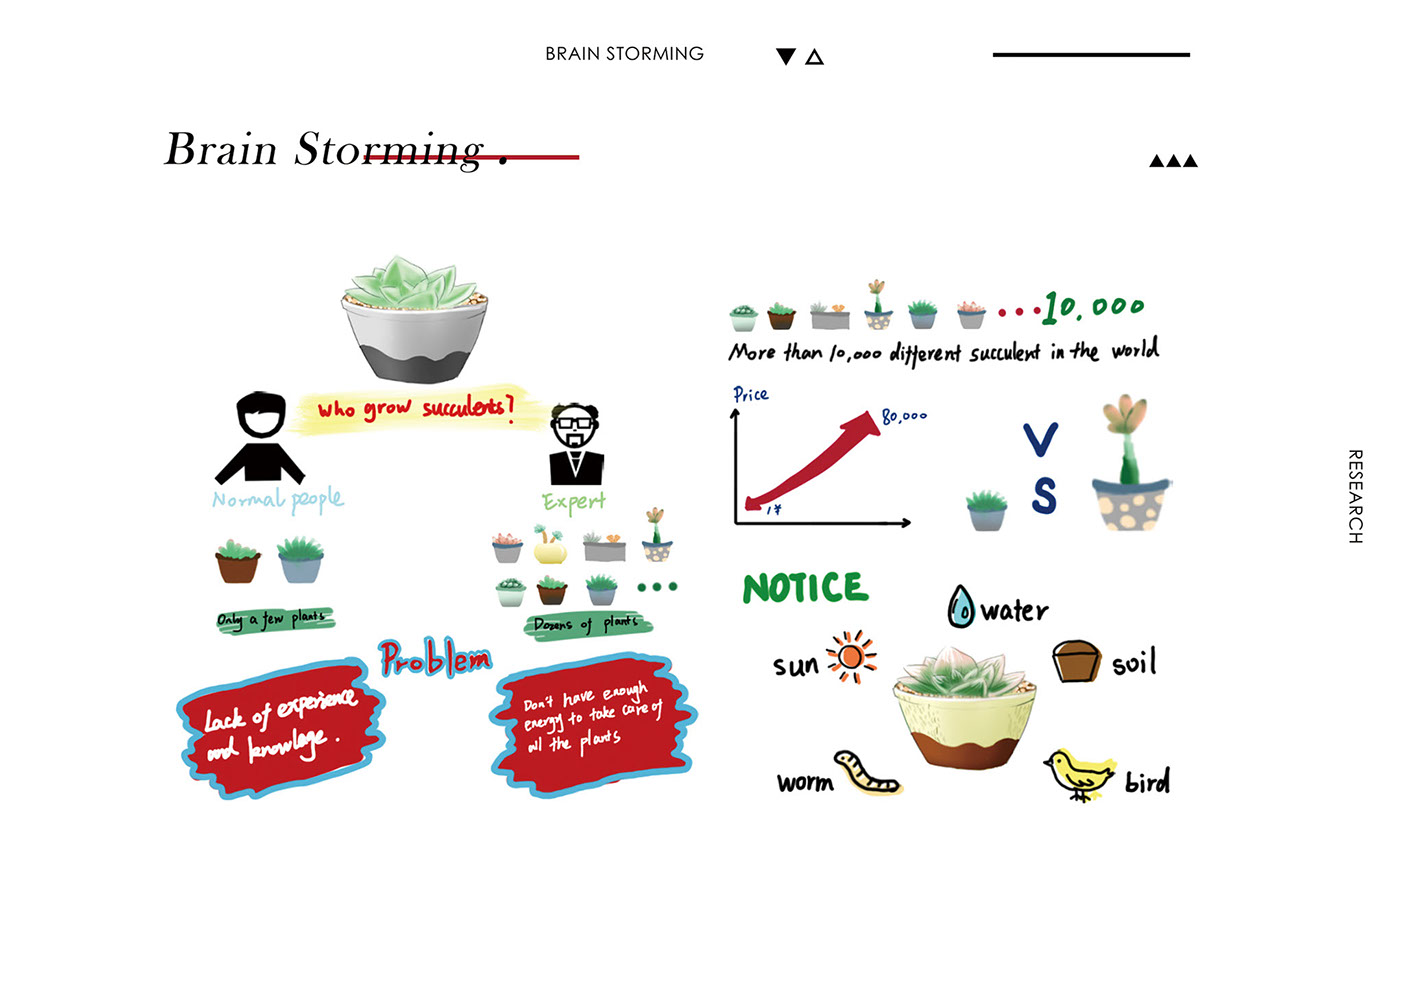 BRAIN STORMING
Brain Storming .
who grow succulents?
Normal people
Expert
Only a few plants
Dozens of plants
Problem
Lack of experience
and knowlage .
Don't have enough
energy to take care of
all the plants
10,000
More than 10,000 different succulent in the world
Price
80,000
1¥
V
S
NOTICE
water
sun
soil
worm
bird
RESEARCH